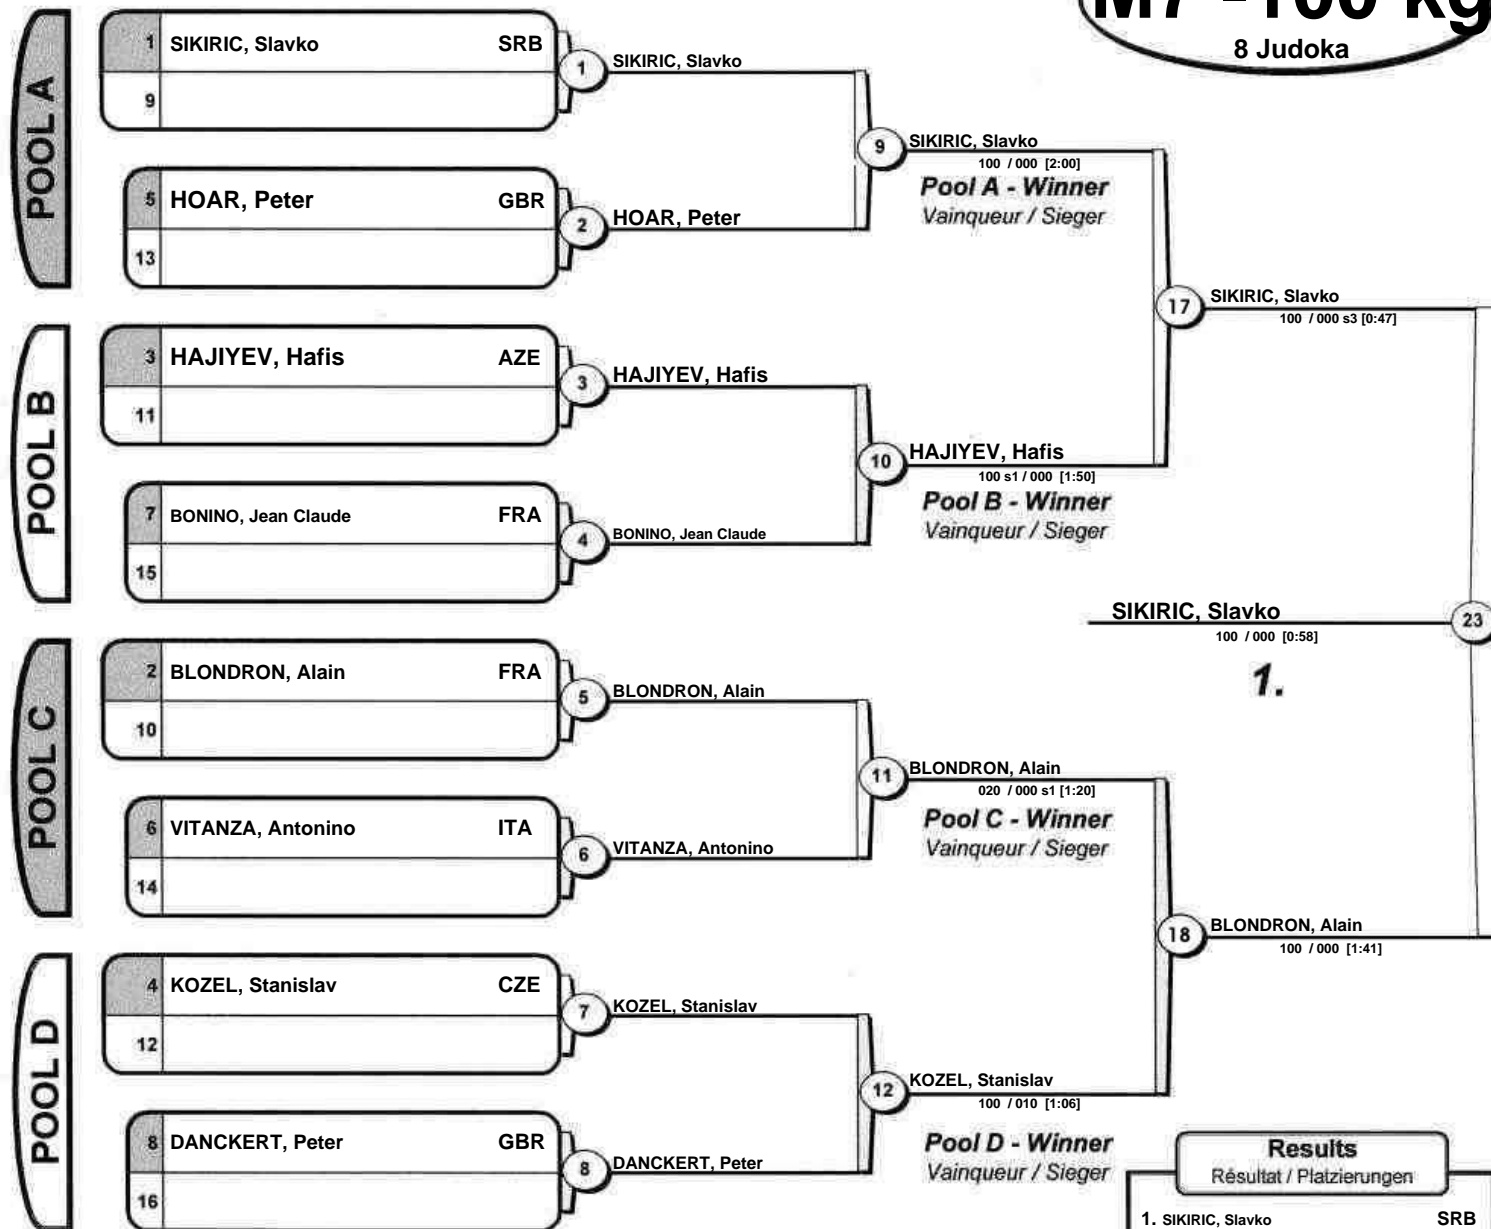 M7 -100 kg
8 Judoka
POOL A
1 SIKIRIC, Slavko SRB
9
1 SIKIRIC, Slavko
5 HOAR, Peter GBR
13
2 HOAR, Peter
9 SIKIRIC, Slavko
100 / 000 [2:00]
Pool A - Winner
Vainqueur / Sieger
POOL B
3 HAJIYEV, Hafis AZE
11
3 HAJIYEV, Hafis
7 BONINO, Jean Claude FRA
15
4 BONINO, Jean Claude
10 HAJIYEV, Hafis
100 s1 / 000 [1:50]
Pool B - Winner
Vainqueur / Sieger
17 SIKIRIC, Slavko
100 / 000 s3 [0:47]
SIKIRIC, Slavko 23
100 / 000 [0:58]
1.
POOL C
2 BLONDRON, Alain FRA
10
5 BLONDRON, Alain
6 VITANZA, Antonino ITA
14
6 VITANZA, Antonino
11 BLONDRON, Alain
020 / 000 s1 [1:20]
Pool C - Winner
Vainqueur / Sieger
POOL D
4 KOZEL, Stanislav CZE
12
7 KOZEL, Stanislav
8 DANCKERT, Peter GBR
16
8 DANCKERT, Peter
12 KOZEL, Stanislav
100 / 010 [1:06]
Pool D - Winner
Vainqueur / Sieger
18 BLONDRON, Alain
100 / 000 [1:41]
Results
Résultat / Platzierungen
1. SIKIRIC, Slavko SRB